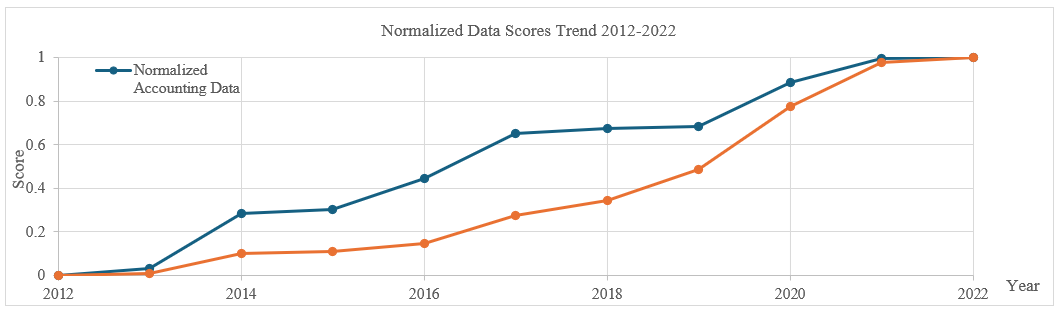 Normalized Data Scores Trend 2012-2022
1
Normalized
Accounting Data
0.8
0.6
Score
0.4
0.2
0
2012 2014 2016 2018 2020 2022
Year